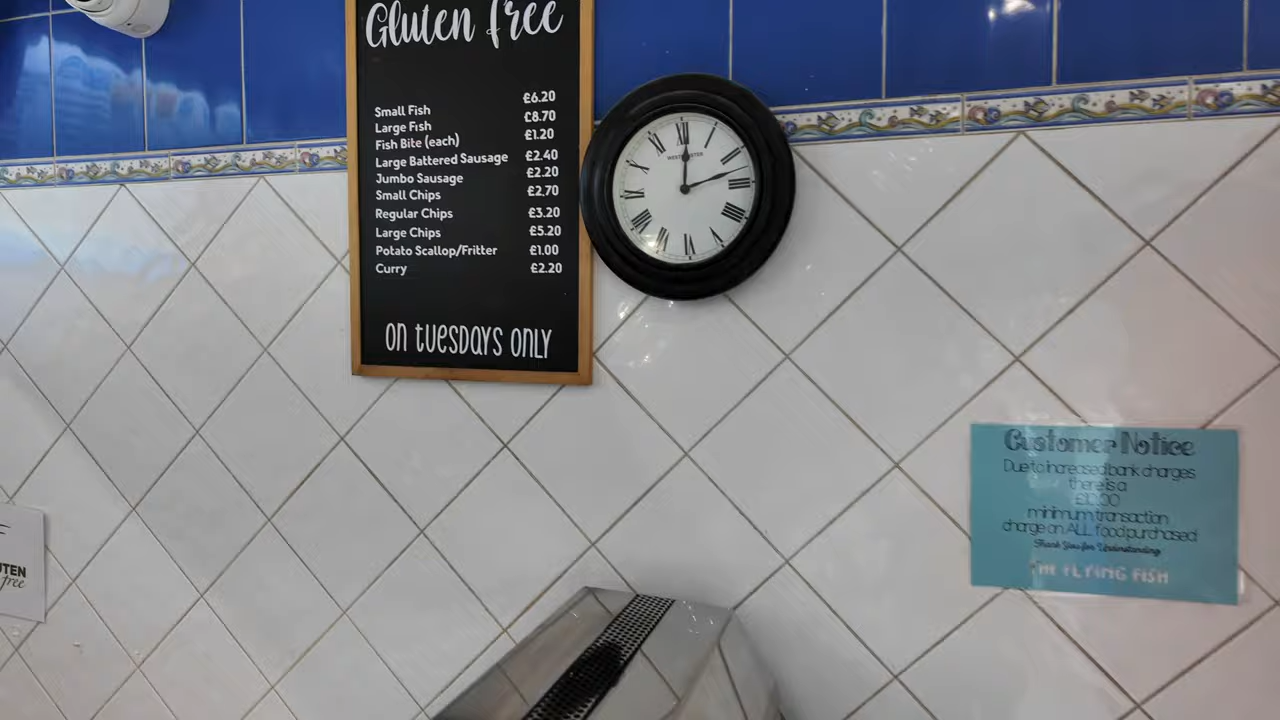 Gluten free
Small Fish £6.20
Large Fish £8.70
Fish Bite (each) £1.20
Large Battered Sausage £2.40
Jumbo Sausage £2.20
Small Chips £2.70
Regular Chips £3.20
Large Chips £5.20
Potato Scallop/Fritter £1.00
Curry £2.20
On Tuesdays Only
WESTMINSTER
Customer Notice
Due to increased bank charges
there is a
£10.00
minimum transaction
charge on ALL food purchased
Thank You for Understanding
THE FLYING FISH
free